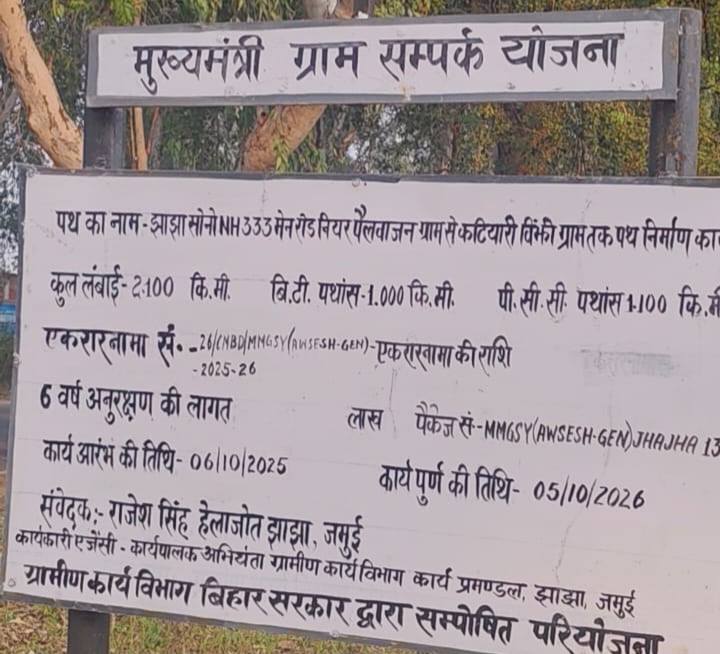 मुख्यमंत्री ग्राम सम्पर्क योजना
पथ का नाम - झाझा सोनो NH 333 मेन रोड नियर पैलवाजन ग्राम से कटियारी विंझी ग्राम तक पथ निर्माण का
कुल लंबाई - 2.100 कि.मी. बि.टी. पथांस - 1.000 कि.मी. पी.सी.सी. पथांस 1.100 कि.मी
एकरारनामा सं. - 26/CNBD/MMGSY(AWSESH-GEN)- एकरारनामा की राशि
-2025-26
6 वर्ष अनुरक्षण की लागत लाख पैकेज सं - MMGSY(AWSESH-GEN)JHAJHA 13
कार्य आरंभ की तिथि - 06/10/2025 कार्य पुर्ण की तिथि - 05/10/2026
संवेदक :- राजेश सिंह हेलाजोत झाझा, जमुई
कार्यकारी एजेंसी - कार्यपालक अभियंता ग्रामीण कार्य विभाग कार्य प्रमण्डल, झाझा, जमुई
ग्रामीण कार्य विभाग बिहार सरकार द्वारा सम्पोषित परियोजना